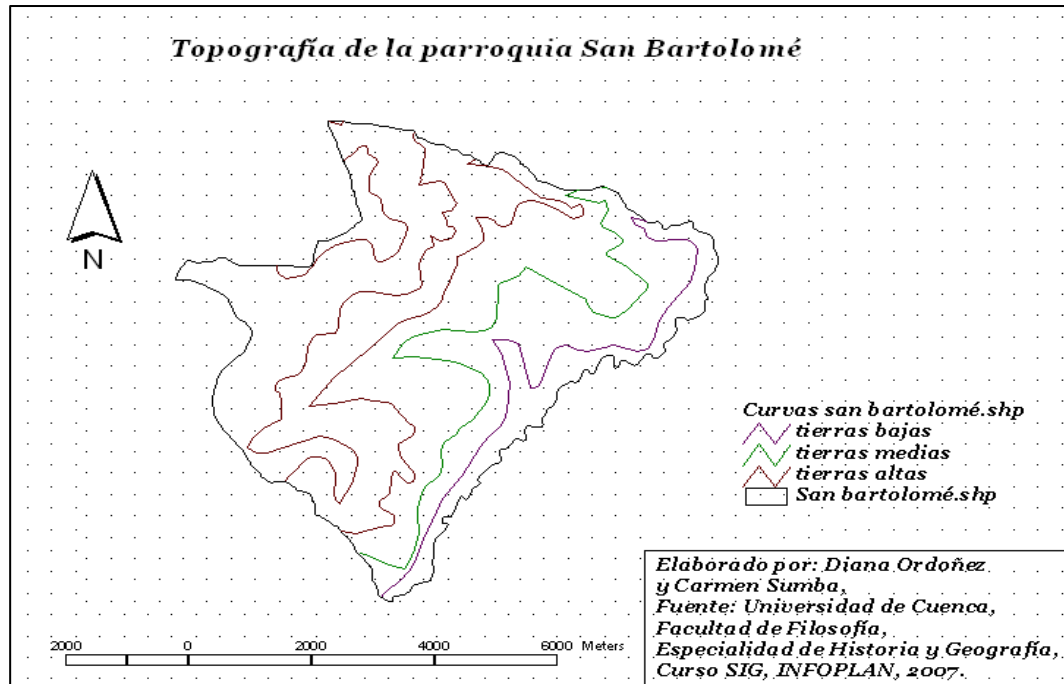 Topografía de la parroquia San Bartolomé
N
Curvas san bartolomé.shp
tierras bajas
tierras medias
tierras altas
San bartolomé.shp
Elaborado por: Diana Ordoñez
y Carmen Sumba,
Fuente: Universidad de Cuenca,
Facultad de Filosofía,
Especialidad de Historia y Geografía,
Curso SIG, INFOPLAN, 2007.
2000 0 2000 4000 6000 Meters